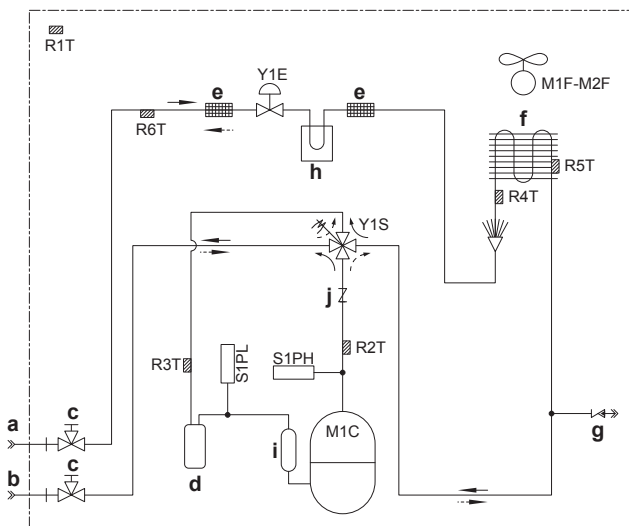 R1T
Y1E
M1F-M2F
e
e
f
R6T
h
R5T
R4T
Y1S
j
R2T
R3T
S1PL
S1PH
a
c
M1C
g
i
b
c
d